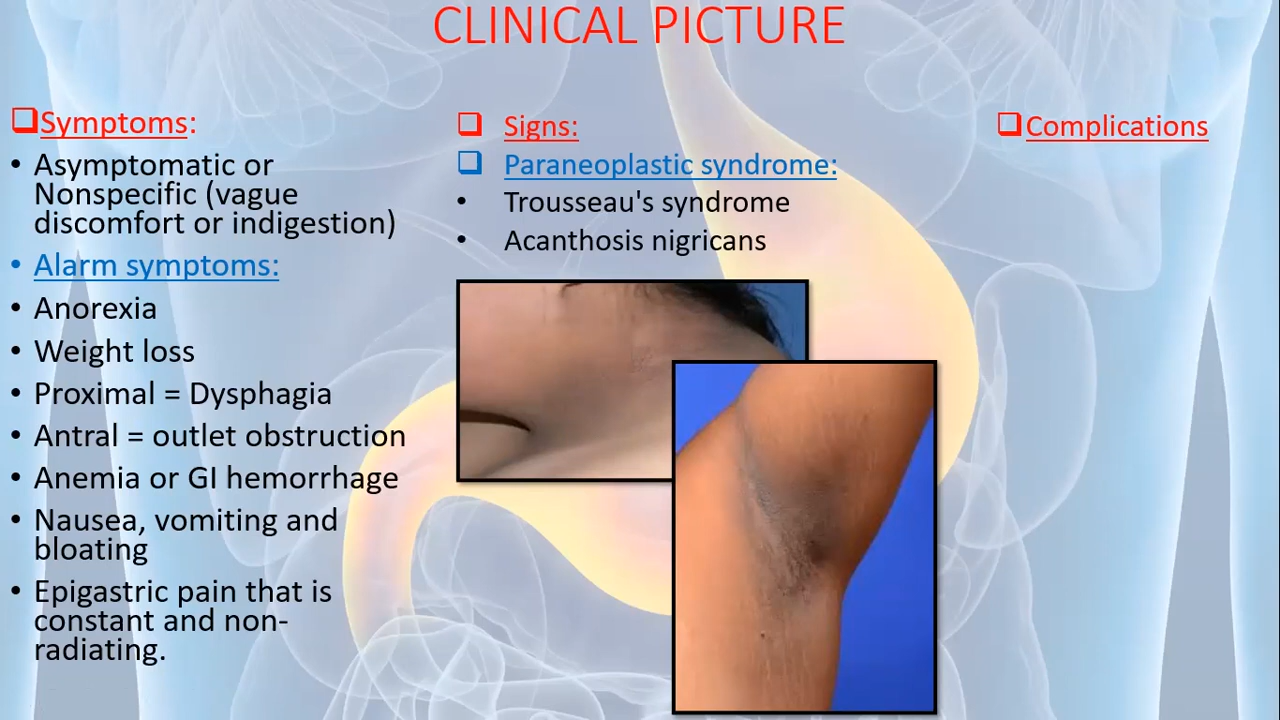 CLINICAL PICTURE
Symptoms:
• Asymptomatic or
Nonspecific (vague
discomfort or indigestion)
• Alarm symptoms:
• Anorexia
• Weight loss
• Proximal = Dysphagia
• Antral = outlet obstruction
• Anemia or GI hemorrhage
• Nausea, vomiting and
bloating
• Epigastric pain that is
constant and non-
radiating.
Signs:
Paraneoplastic syndrome:
• Trousseau's syndrome
• Acanthosis nigricans
Complications